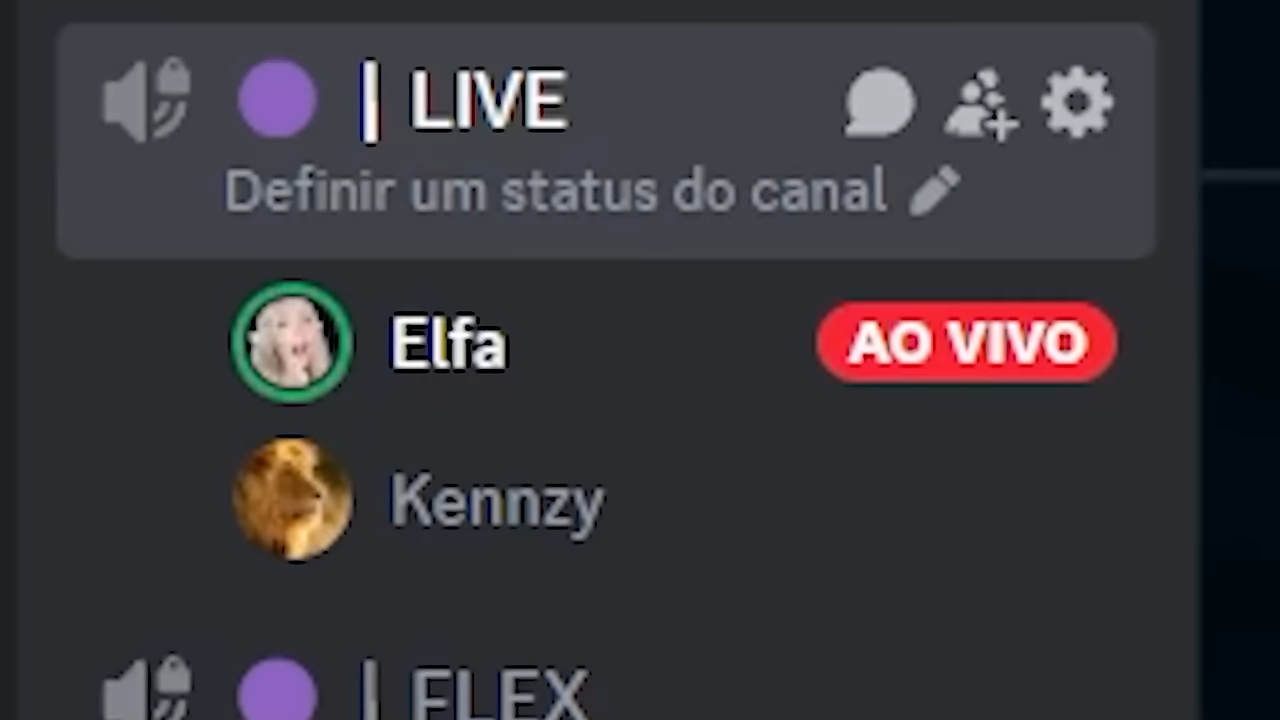 | LIVE
Definir um status do canal
Elfa AO VIVO
Kennzy
| FLEX